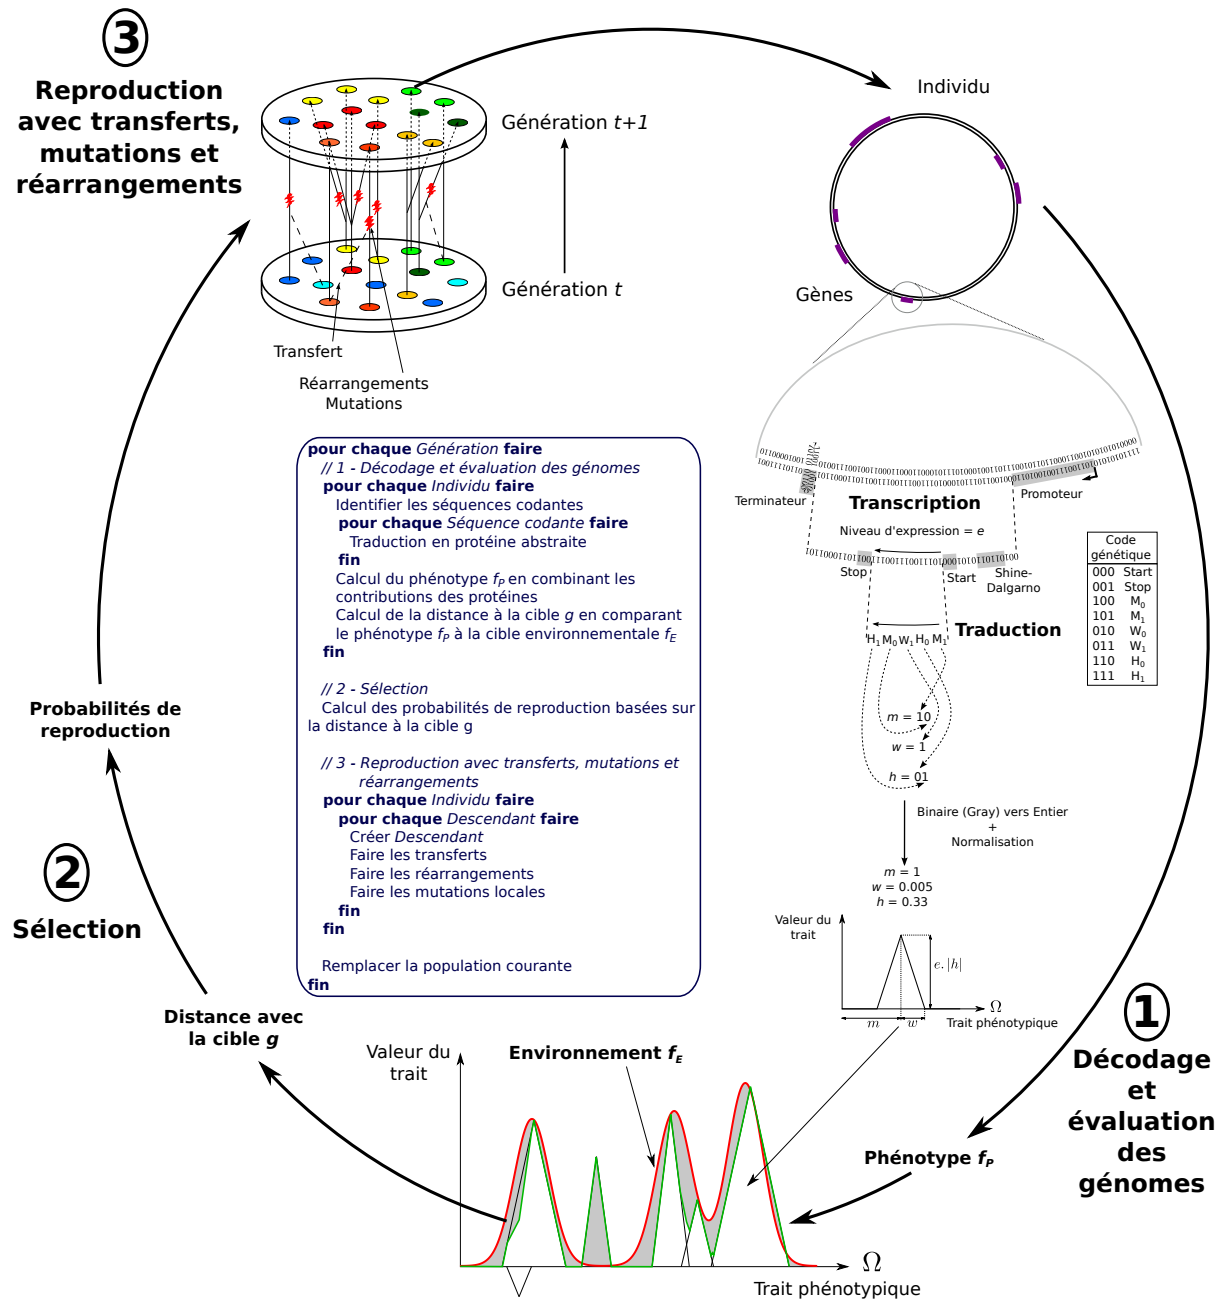 3
Reproduction
avec transferts,
mutations et
réarrangements
Génération t+1
Génération t
Transfert
Réarrangements
Mutations
Individu
Gènes
Terminateur
Transcription
Promoteur
Niveau d'expression = e
Stop
Start
Shine-
Dalgarno
Traduction
H1 M0 W1 H0 M1
m = 10
w = 1
h = 01
Binaire (Gray) vers Entier
+
Normalisation
m = 1
w = 0.005
h = 0.33
Code
génétique
000 Start
001 Stop
100 M0
101 M1
010 W0
011 W1
110 H0
111 H1
Valeur du
trait
e.|h|
Ω
m
w
Trait phénotypique
1
Décodage
et
évaluation
des
génomes
Phénotype fP
pour chaque Génération faire
// 1 - Décodage et évaluation des génomes
pour chaque Individu faire
Identifier les séquences codantes
pour chaque Séquence codante faire
Traduction en protéine abstraite
fin
Calcul du phénotype fP en combinant les
contributions des protéines
Calcul de la distance à la cible g en comparant
le phénotype fP à la cible environnementale fE
fin
// 2 - Sélection
Calcul des probabilités de reproduction basées sur
la distance à la cible g
// 3 - Reproduction avec transferts, mutations et
réarrangements
pour chaque Individu faire
pour chaque Descendant faire
Créer Descendant
Faire les transferts
Faire les réarrangements
Faire les mutations locales
fin
fin
Remplacer la population courante
fin
Valeur du
trait
Environnement fE
Ω
Trait phénotypique
Distance avec
la cible g
2
Sélection
Probabilités de
reproduction